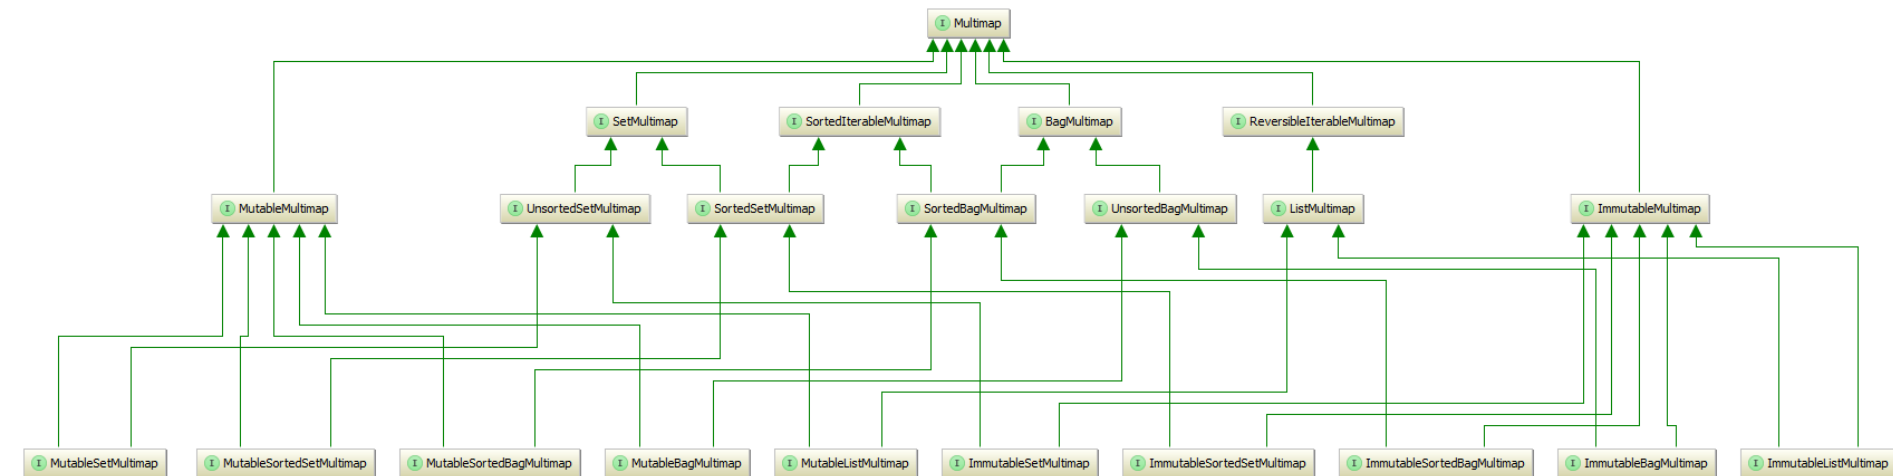 I Multimap
I SetMultimap
I SortedIterableMultimap
I BagMultimap
I ReversibleIterableMultimap
I MutableMultimap
I UnsortedSetMultimap
I SortedSetMultimap
I SortedBagMultimap
I UnsortedBagMultimap
I ListMultimap
I ImmutableMultimap
I MutableSetMultimap
I MutableSortedSetMultimap
I MutableSortedBagMultimap
I MutableBagMultimap
I MutableListMultimap
I ImmutableSetMultimap
I ImmutableSortedSetMultimap
I ImmutableSortedBagMultimap
I ImmutableBagMultimap
I ImmutableListMultimap